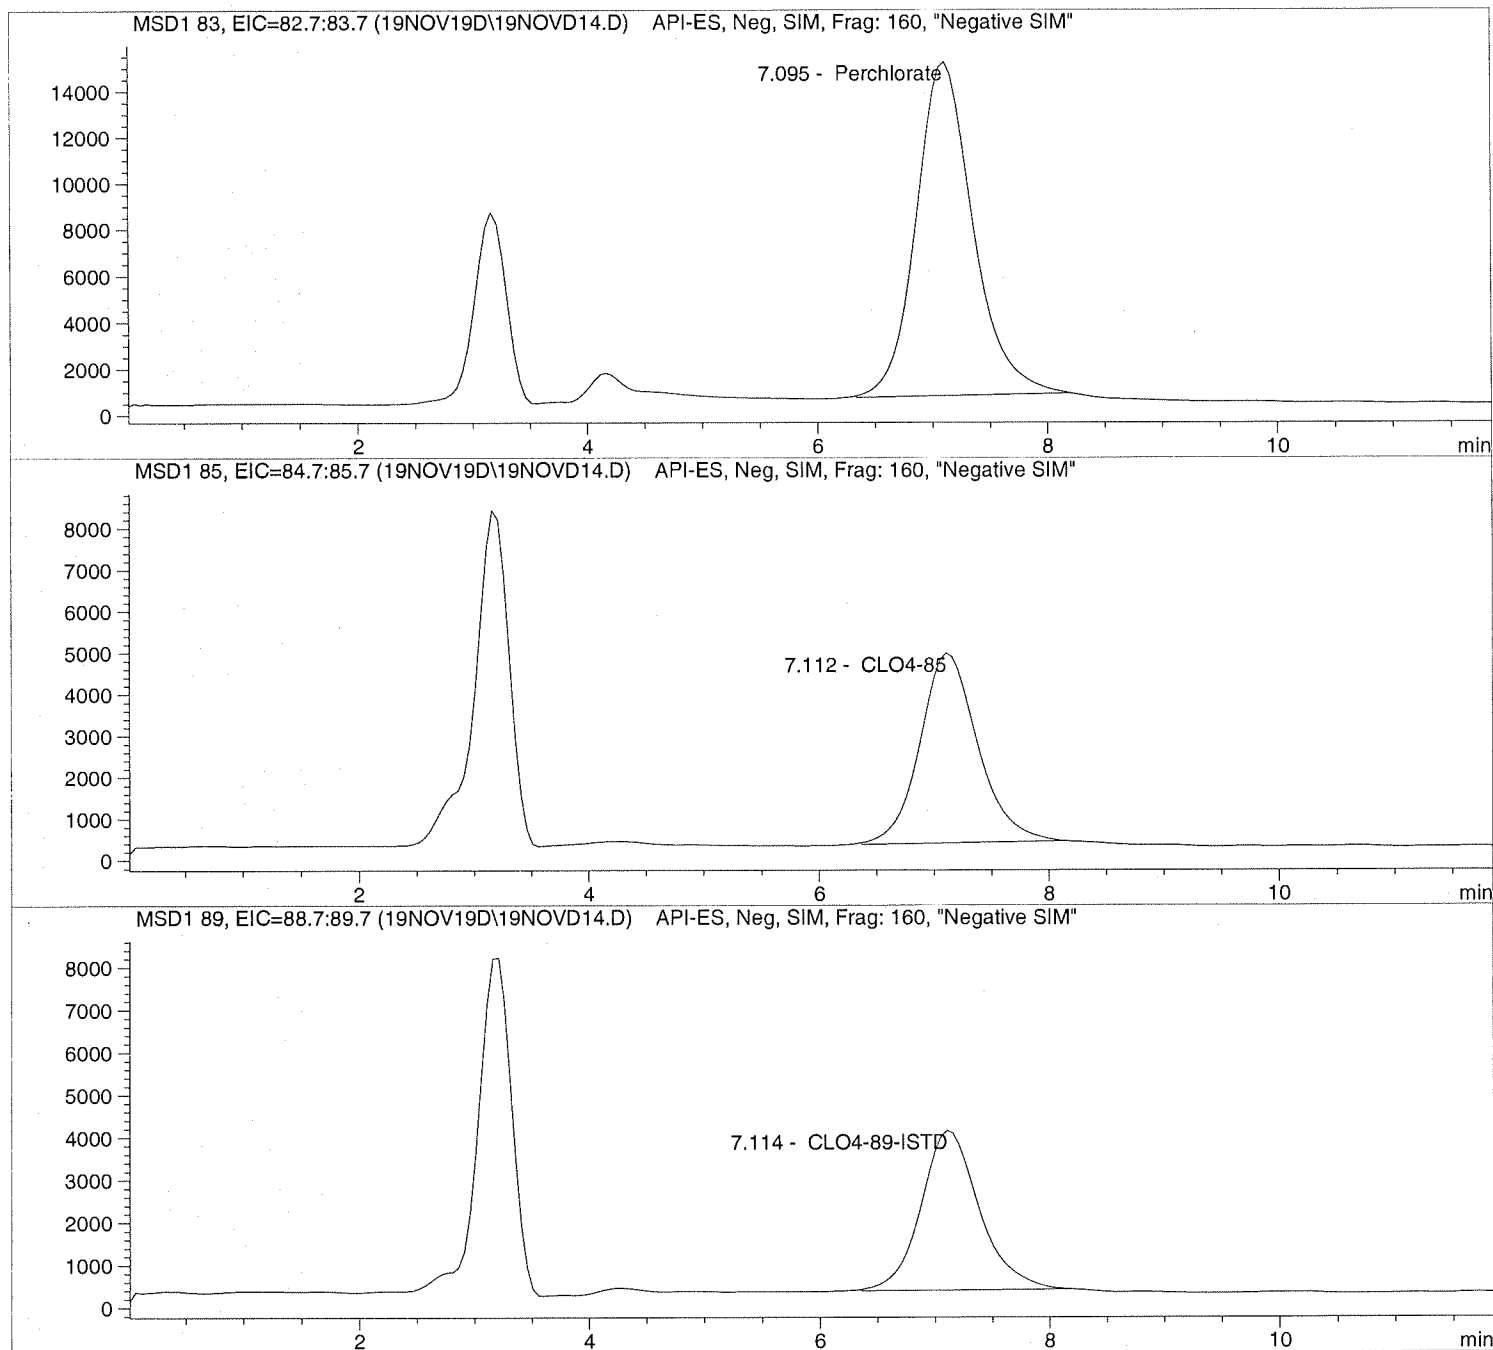 MSD1 83, EIC=82.7:83.7 (19NOV19D\19NOVD14.D) API-ES, Neg, SIM, Frag: 160, "Negative SIM"
7.095 - Perchlorate
14000
12000
10000
8000
6000
4000
2000
0
2 4 6 8 10 min
MSD1 85, EIC=84.7:85.7 (19NOV19D\19NOVD14.D) API-ES, Neg, SIM, Frag: 160, "Negative SIM"
8000
7000
6000
7.112 - CLO4-85
5000
4000
3000
2000
1000
0
2 4 6 8 10 min
MSD1 89, EIC=88.7:89.7 (19NOV19D\19NOVD14.D) API-ES, Neg, SIM, Frag: 160, "Negative SIM"
8000
7000
6000
5000
7.114 - CLO4-89-ISTD
4000
3000
2000
1000
0
2 4 6 8 10 min